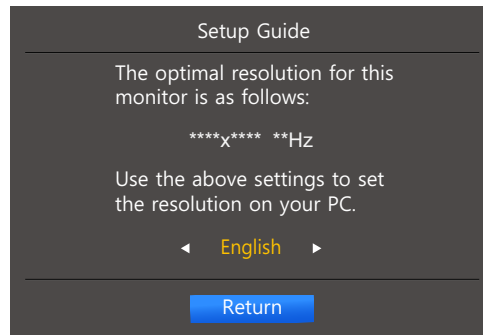 Setup Guide
The optimal resolution for this
monitor is as follows:
****x**** **Hz
Use the above settings to set
the resolution on your PC.
English
Return